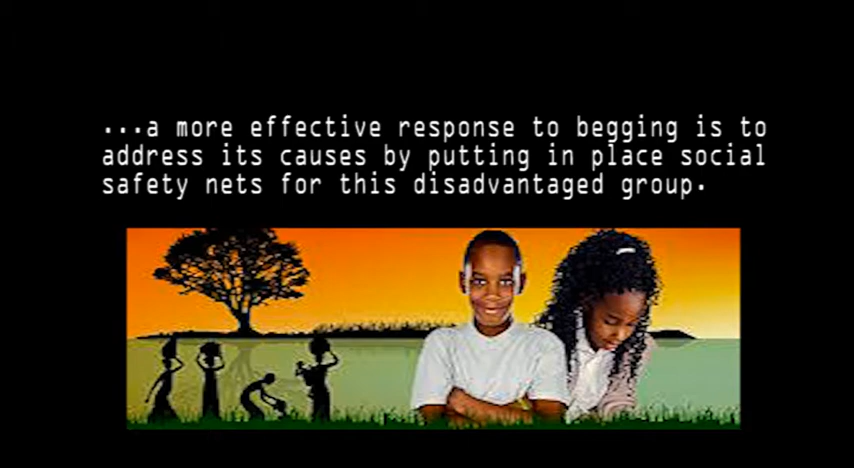 ...a more effective response to begging is to
address its causes by putting in place social
safety nets for this disadvantaged group.